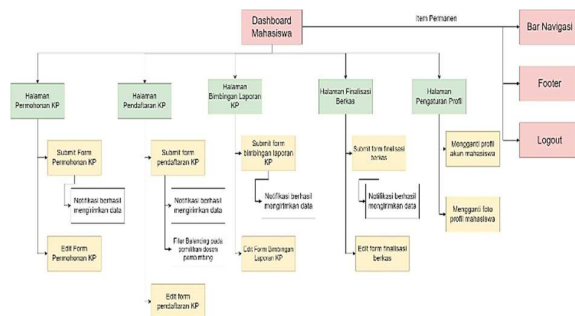 Dashboard
Mahasiswa
Item Permanen
Bar Navigasi
Footer
Logout
Halaman
Permohonan KP
Halaman
Pendaftaran KP
Halaman
Bimbingan Laporan
KP
Halaman Finalisasi
Berkas
Halaman
Pengaturan Profil
Submit Form
Permohonan KP
Notifikasi berhasil
mengirimkan data
Edit Form
Permohonan KP
Submit form
pendaftaran KP
Notifikasi berhasil
mengirimkan data
Filter Balancing pada
pemilihan dosen
pembimbing
Edit form
pendaftaran KP
Submit form
bimbingan laporan
KP
Notifikasi berhasil
mengirimkan data
Edit Form Bimbingan
Laporan KP
Submit form finalisasi
berkas
Notifikasi berhasil
mengirimkan data
Edit form finalisasi
berkas
Mengganti profil
akun mahasiswa
Mengganti foto
profil mahasiswa